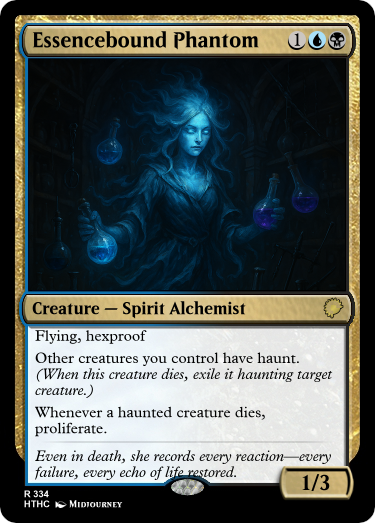 Essencebound Phantom 1
Creature — Spirit Alchemist
Flying, hexproof
Other creatures you control have haunt.
(When this creature dies, exile it haunting target
creature.)
Whenever a haunted creature dies,
proliferate.
Even in death, she records every reaction—every
failure, every echo of life restored.
1/3
R 334
HTHC MIDJOURNEY